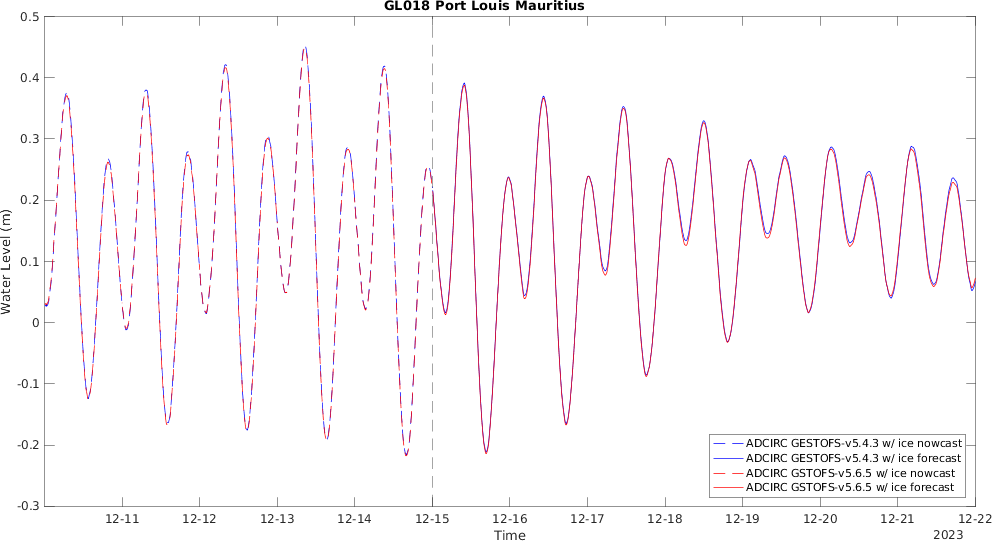 GL018 Port Louis Mauritius
0.5
0.4
0.3
0.2
0.1
0
-0.1
-0.2
-0.3
Water Level (m)
ADCIRC GESTOFS-v5.4.3 w/ ice nowcast
ADCIRC GESTOFS-v5.4.3 w/ ice forecast
ADCIRC GSTOFS-v5.6.5 w/ ice nowcast
ADCIRC GSTOFS-v5.6.5 w/ ice forecast
12-11 12-12 12-13 12-14 12-15 12-16 12-17 12-18 12-19 12-20 12-21 12-22
Time
2023